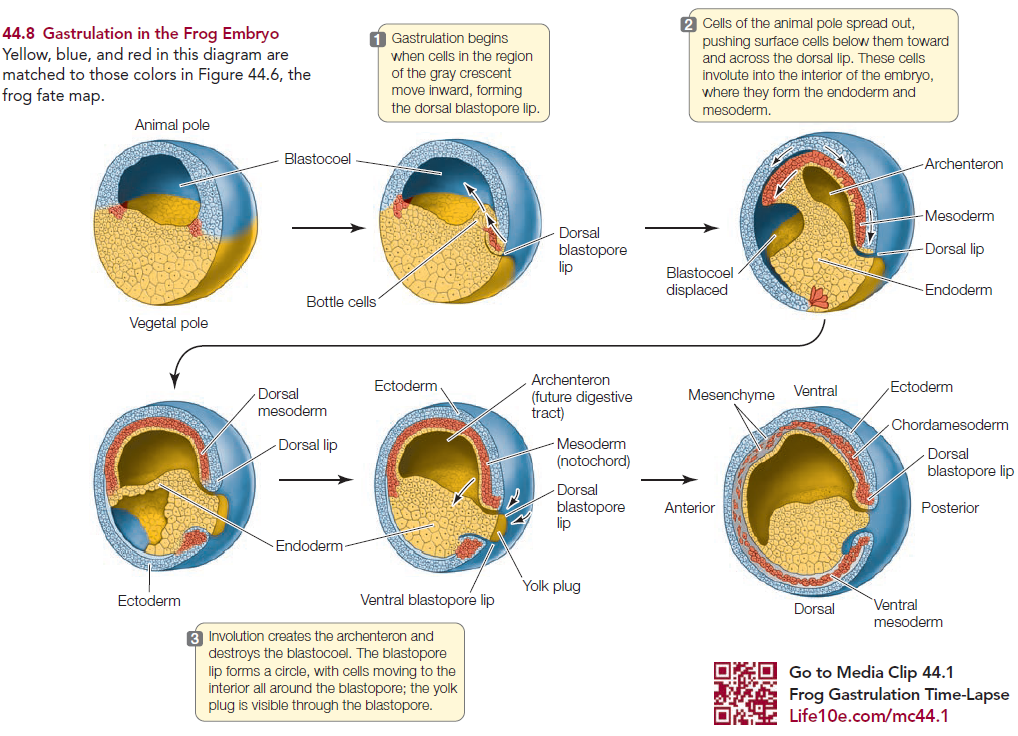 44.8 Gastrulation in the Frog Embryo
Yellow, blue, and red in this diagram are
matched to those colors in Figure 44.6, the
frog fate map.
1 Gastrulation begins
when cells in the region
of the gray crescent
move inward, forming
the dorsal blastopore lip.
2 Cells of the animal pole spread out,
pushing surface cells below them toward
and across the dorsal lip. These cells
involute into the interior of the embryo,
where they form the endoderm and
mesoderm.
Animal pole
Blastocoel
Vegetal pole
Bottle cells
Dorsal
blastopore
lip
Archenteron
Mesoderm
Dorsal lip
Endoderm
Blastocoel
displaced
Dorsal
mesoderm
Dorsal lip
Endoderm
Ectoderm
Ectoderm
Archenteron
(future digestive
tract)
Mesoderm
(notochord)
Dorsal
blastopore
lip
Yolk plug
Ventral blastopore lip
Mesenchyme
Ventral
Ectoderm
Chordamesoderm
Dorsal
blastopore lip
Anterior
Posterior
Dorsal
Ventral
mesoderm
3 Involution creates the archenteron and
destroys the blastocoel. The blastopore
lip forms a circle, with cells moving to the
interior all around the blastopore; the yolk
plug is visible through the blastopore.
Go to Media Clip 44.1
Frog Gastrulation Time-Lapse
Life10e.com/mc44.1